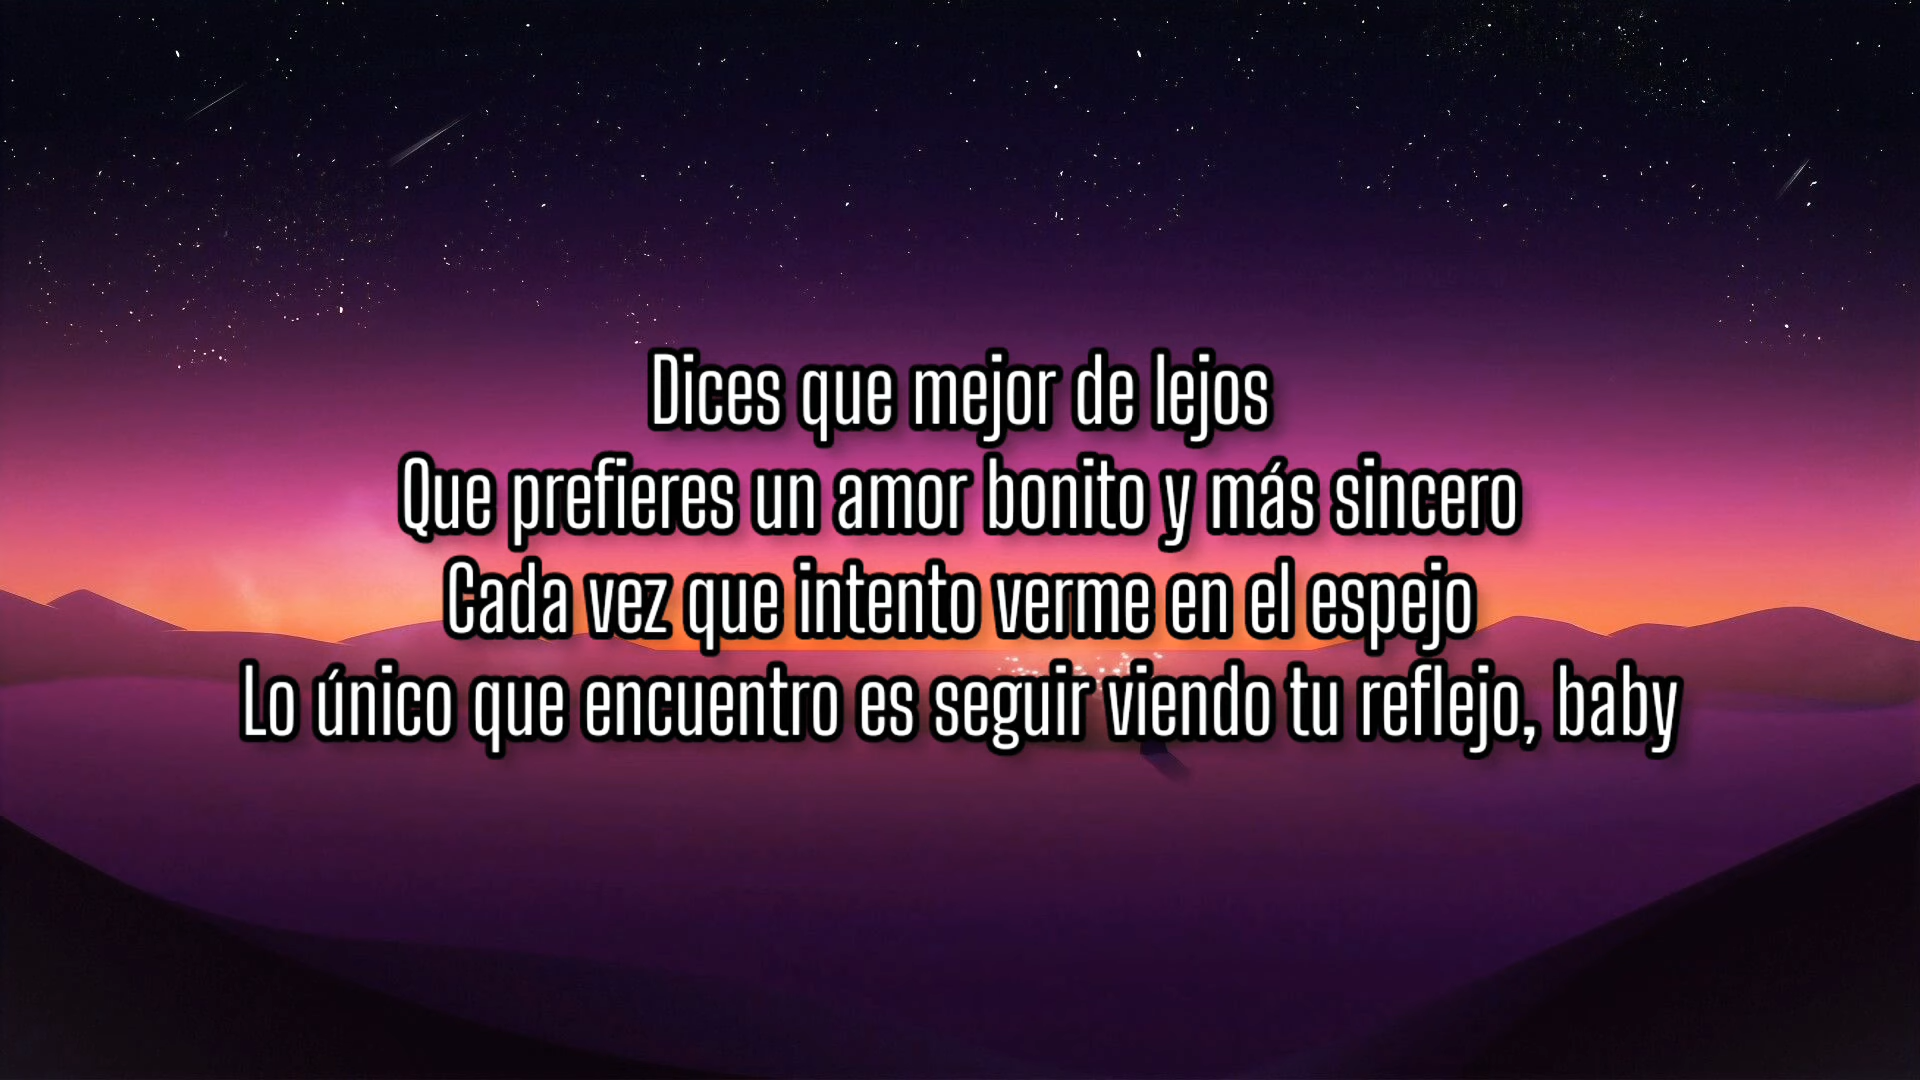 Dices que mejor de lejos
Que prefieres un amor bonito y más sincero
Cada vez que intento verme en el espejo
Lo único que encuentro es seguir viendo tu reflejo, baby